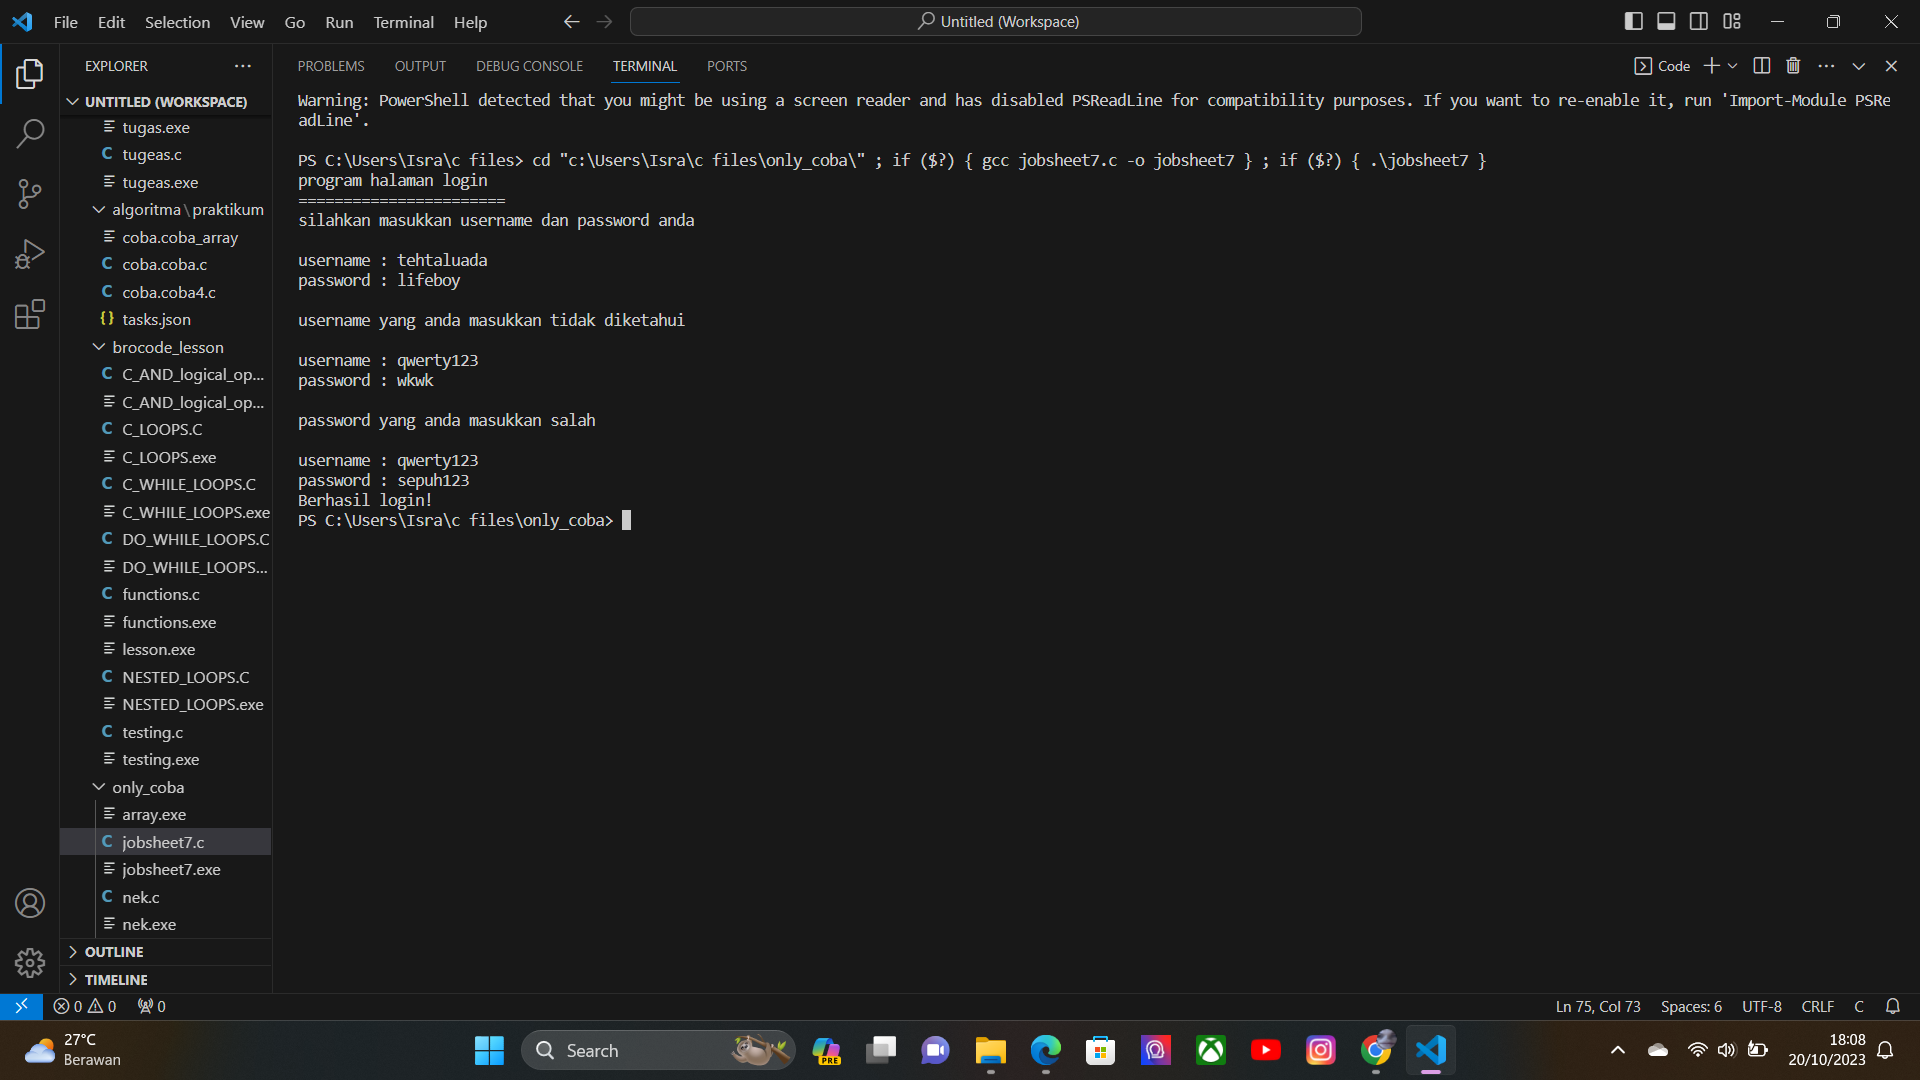 File Edit Selection View Go Run Terminal Help
Untitled (Workspace)
EXPLORER
UNTITLED (WORKSPACE)
tugas.exe
tugeas.c
tugeas.exe
algoritma\praktikum
coba.coba_array
coba.coba.c
coba.coba4.c
tasks.json
brocode_lesson
C_AND_logical_op...
C_AND_logical_op...
C_LOOPS.C
C_LOOPS.exe
C_WHILE_LOOPS.C
C_WHILE_LOOPS.exe
DO_WHILE_LOOPS.C
DO_WHILE_LOOPS...
functions.c
functions.exe
lesson.exe
NESTED_LOOPS.C
NESTED_LOOPS.exe
testing.c
testing.exe
only_coba
array.exe
jobsheet7.c
jobsheet7.exe
nek.c
nek.exe
OUTLINE
TIMELINE
PROBLEMS OUTPUT DEBUG CONSOLE TERMINAL PORTS
Code
Warning: PowerShell detected that you might be using a screen reader and has disabled PSReadLine for compatibility purposes. If you want to re-enable it, run 'Import-Module PSRe
adLine'.
PS C:\Users\Isra\c files> cd "c:\Users\Isra\c files\only_coba\" ; if ($?) { gcc jobsheet7.c -o jobsheet7 } ; if ($?) { .\jobsheet7 }
program halaman login
=======================
silahkan masukkan username dan password anda
username : tehtaluada
password : lifeboy
username yang anda masukkan tidak diketahui
username : qwerty123
password : wkwk
password yang anda masukkan salah
username : qwerty123
password : sepuh123
Berhasil login!
PS C:\Users\Isra\c files\only_coba>
0 0 0
Ln 75, Col 73 Spaces: 6 UTF-8 CRLF C
27°C
Berawan
Search
PRE
18:08
20/10/2023